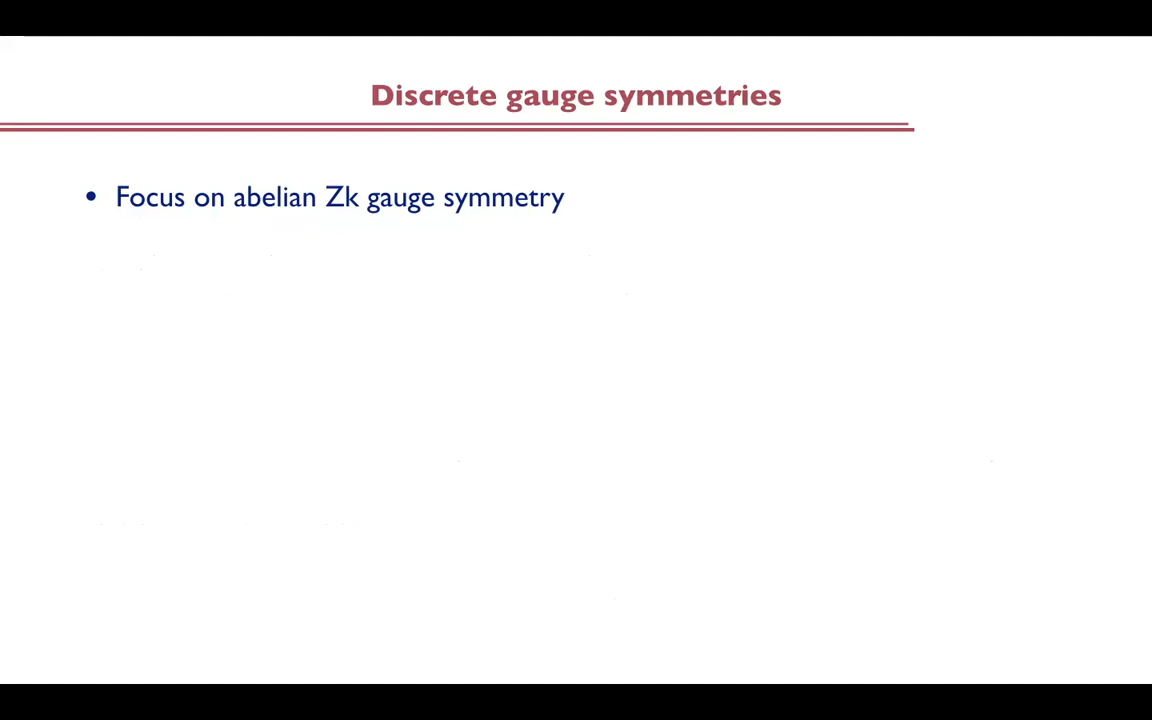 Discrete gauge symmetries
• Focus on abelian Zk gauge symmetry